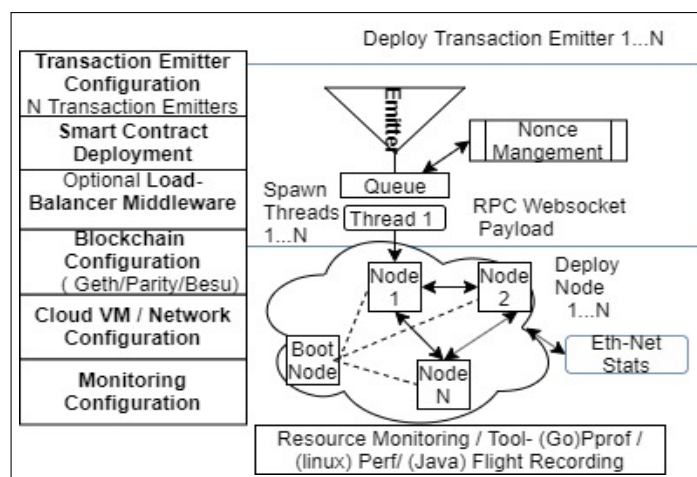 Deploy Transaction Emitter 1...N
Transaction Emitter
Configuration
N Transaction Emitters
Smart Contract
Deployment
Optional Load-
Balancer Middleware
Blockchain
Configuration
( Geth/Parity/Besu)
Cloud VM / Network
Configuration
Monitoring
Configuration
Emitter
Nonce
Mangement
Queue
Spawn
Threads
1...N
Thread 1
RPC Websocket
Payload
Node
1
Node
2
Deploy
Node
1...N
Boot
Node
Node
N
Eth-Net
Stats
Resource Monitoring / Tool- (Go)Pprof /
(linux) Perf/ (Java) Flight Recording